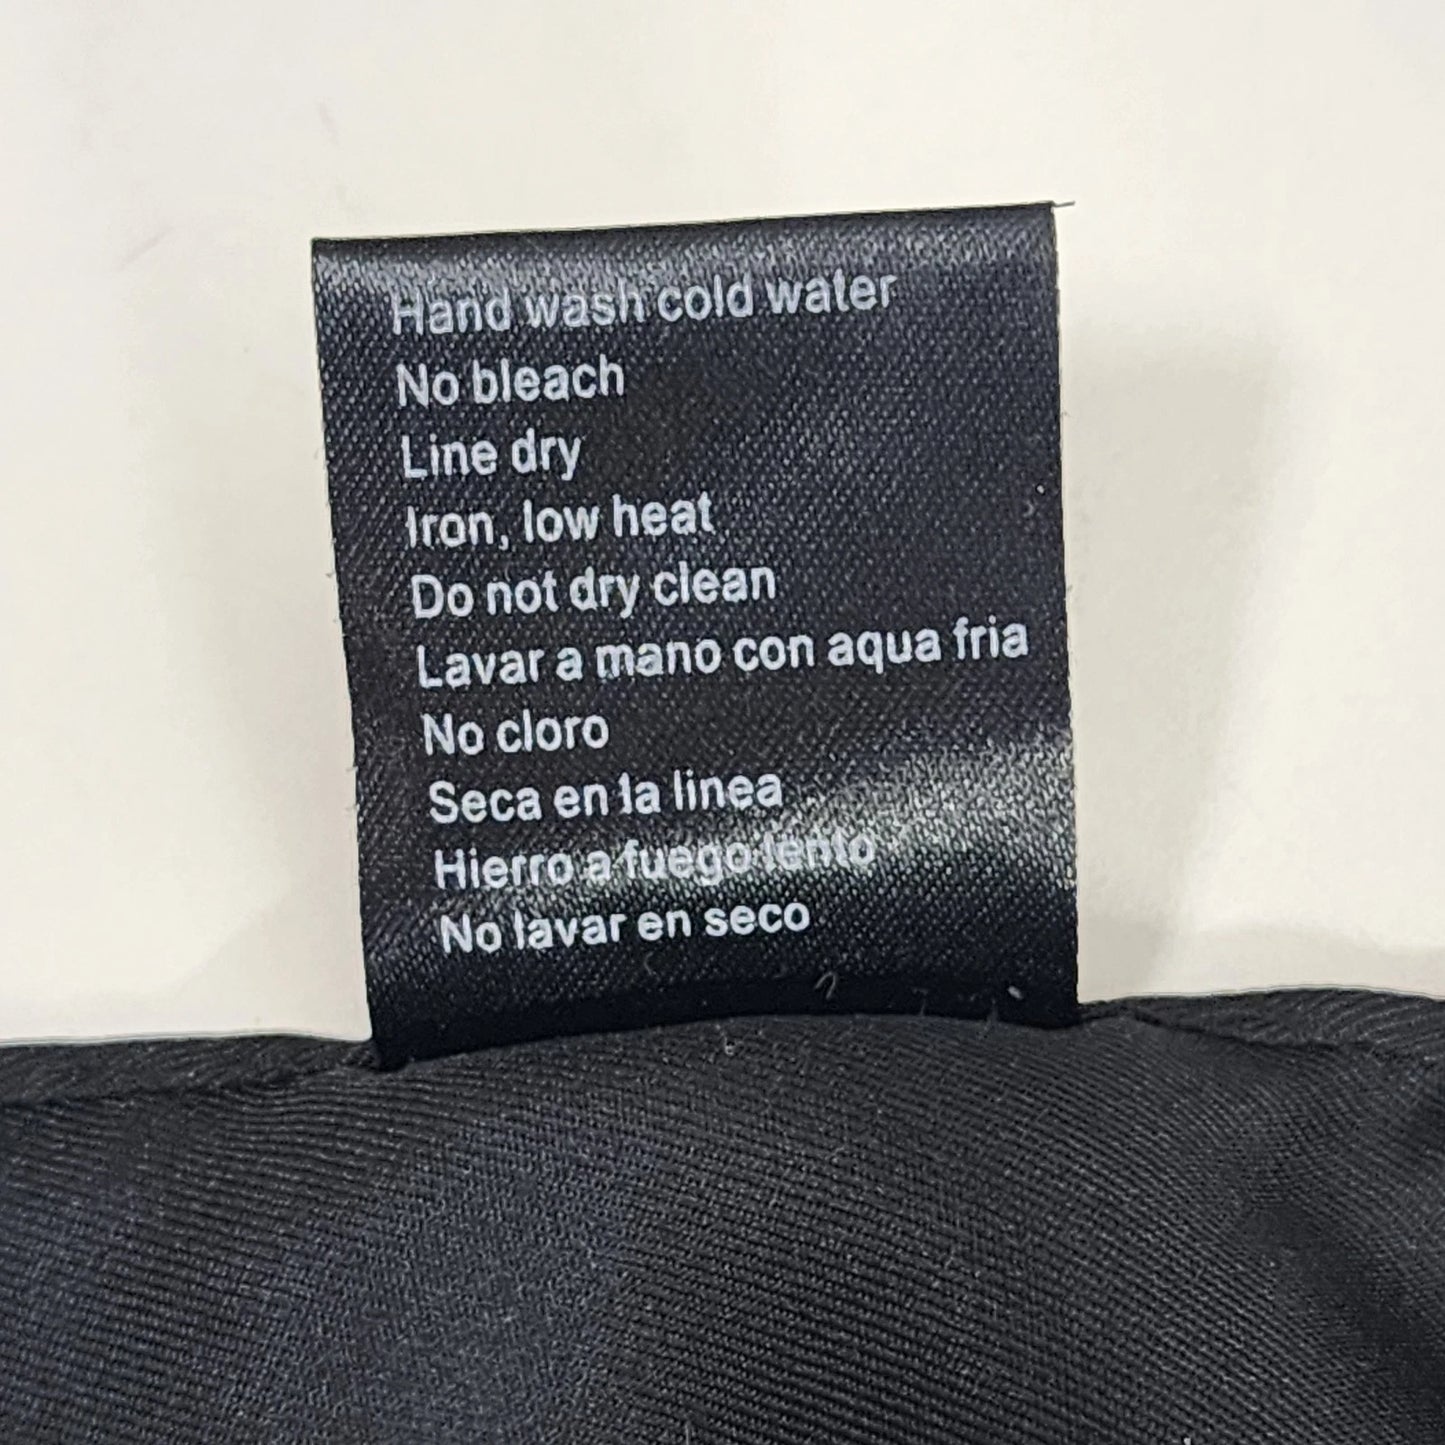 Hand wash cold water
No bleach
Line dry
Iron, low heat
Do not dry clean
Lavar a mano con aqua fria
No cloro
Seca en la linea
Hierro a fuego lento
No lavar en seco